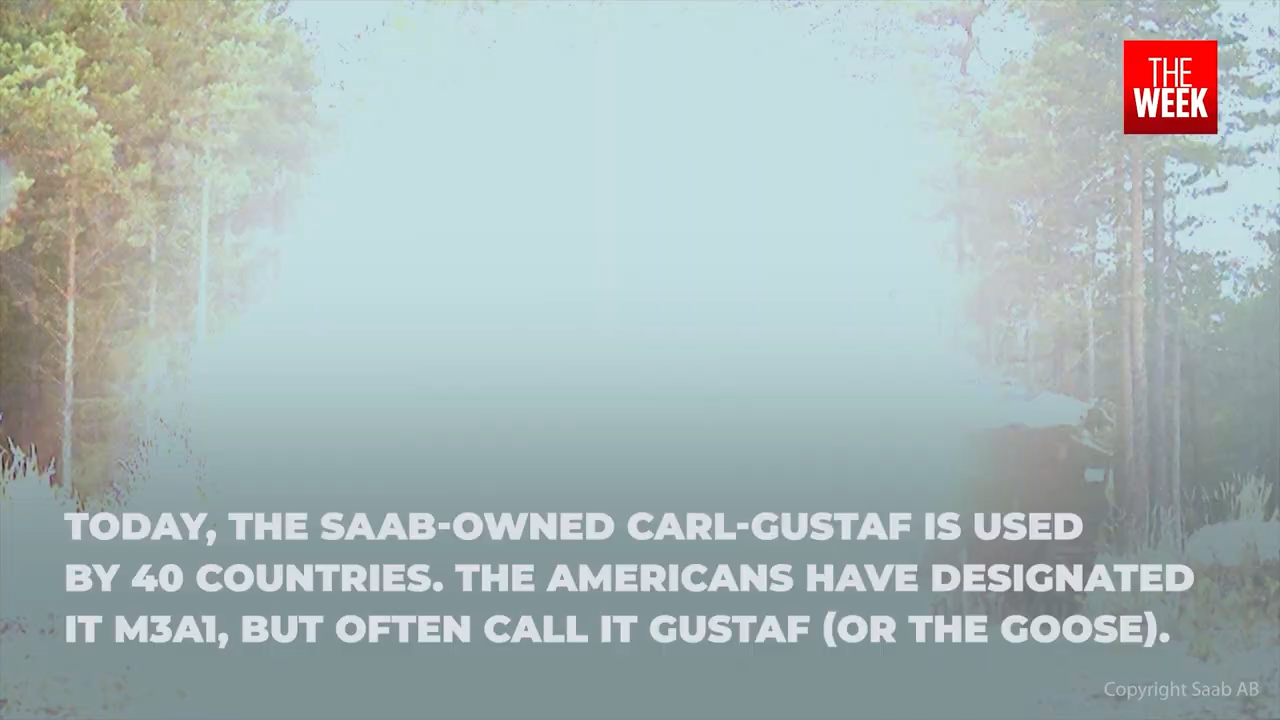 THE
WEEK
TODAY, THE SAAB-OWNED CARL-GUSTAF IS USED
BY 40 COUNTRIES. THE AMERICANS HAVE DESIGNATED
IT M3A1, BUT OFTEN CALL IT GUSTAF (OR THE GOOSE).
Copyright Saab AB